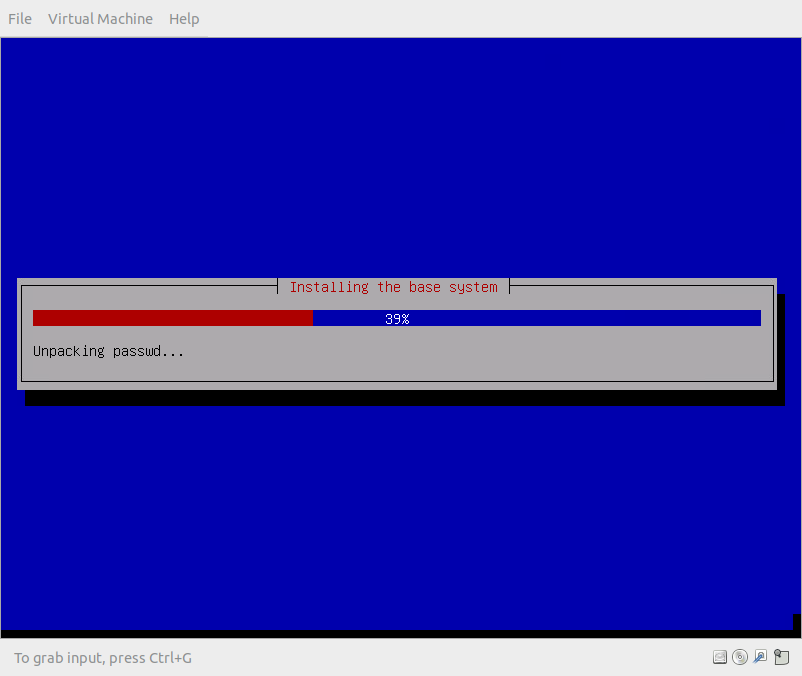 File Virtual Machine Help
Installing the base system
39%
Unpacking passwd...
To grab input, press Ctrl+G